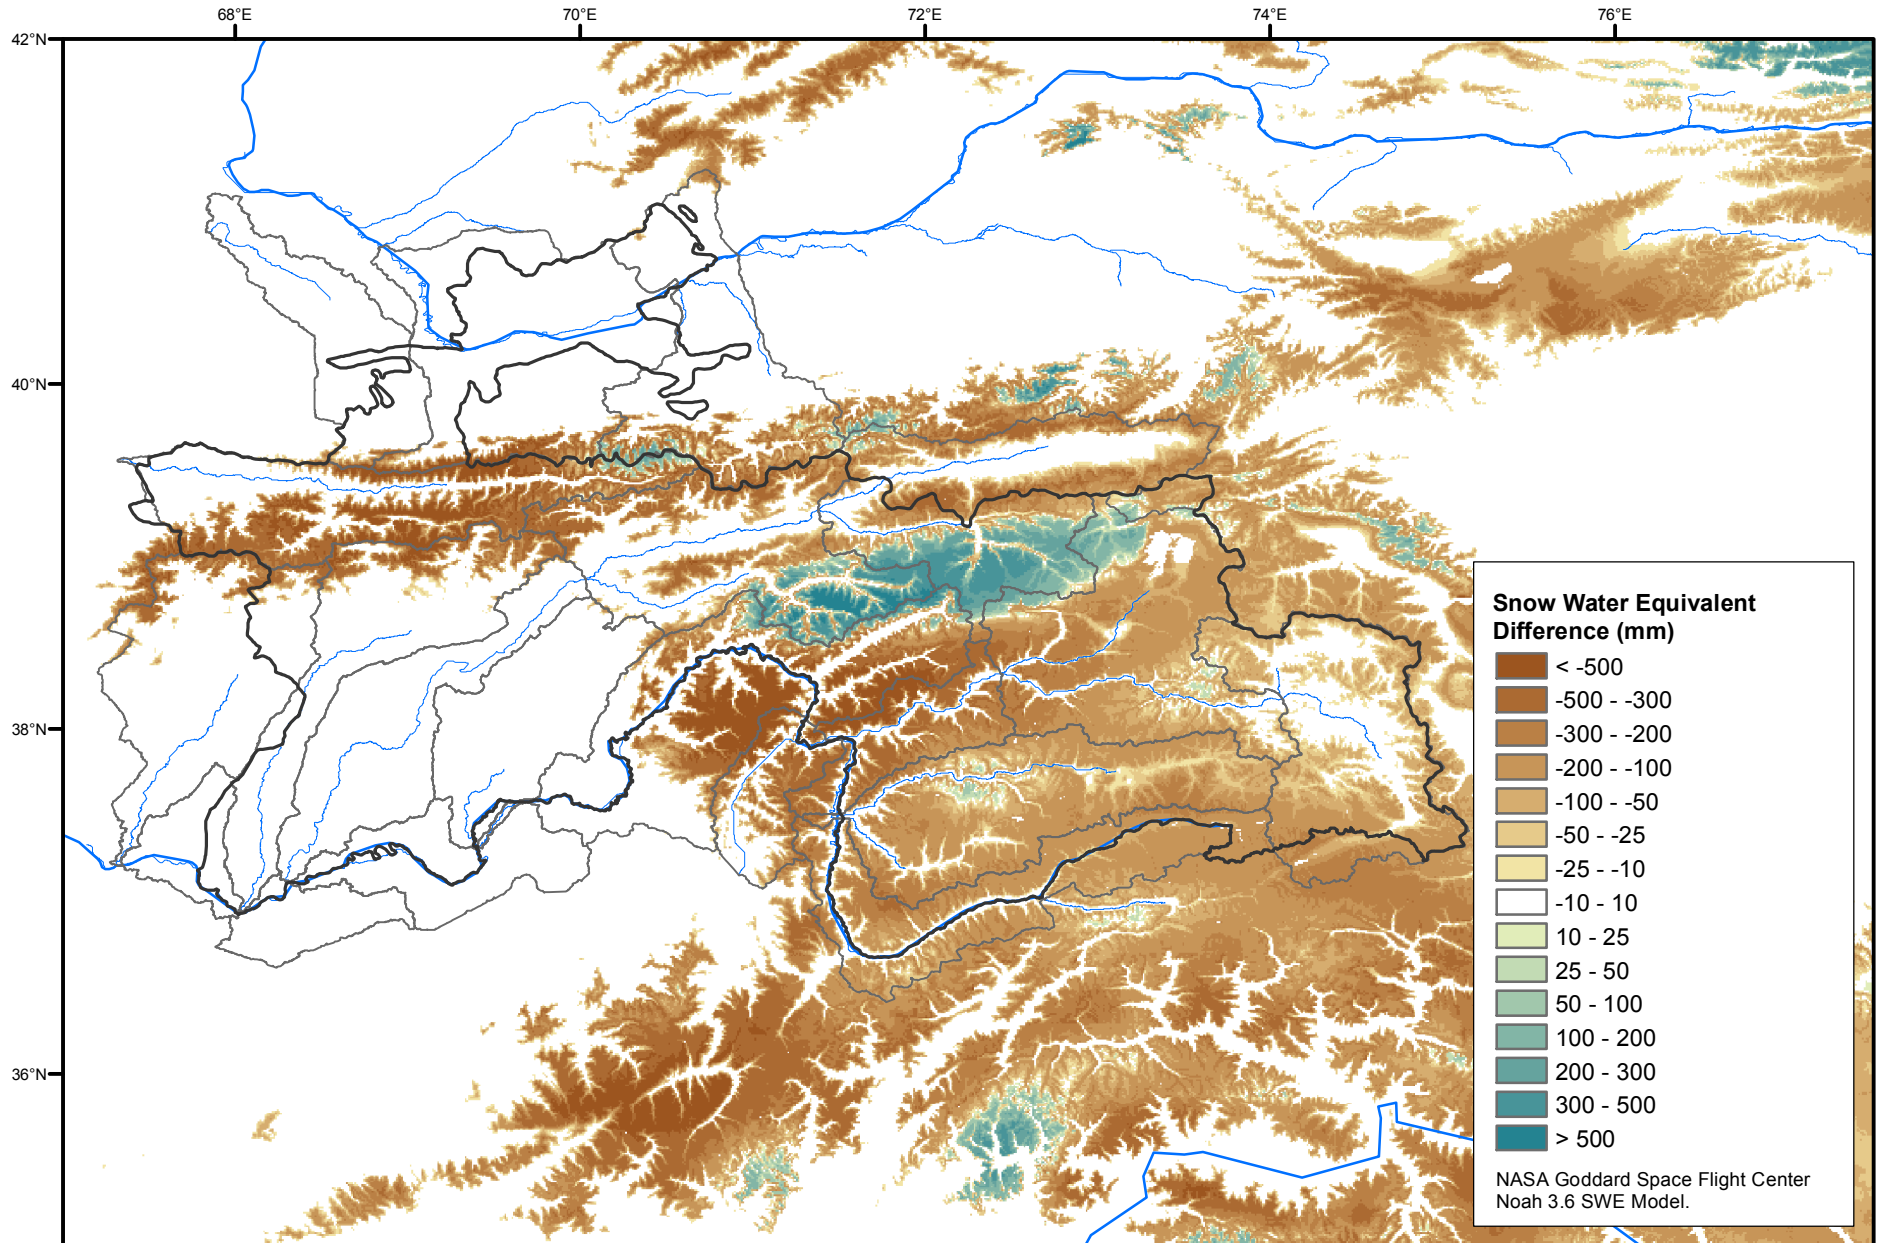 68°E
70°E
72°E
74°E
76°E
42°N
40°N
38°N
36°N
Snow Water Equivalent
Difference (mm)
< -500
-500 - -300
-300 - -200
-200 - -100
-100 - -50
-50 - -25
-25 - -10
-10 - 10
10 - 25
25 - 50
50 - 100
100 - 200
200 - 300
300 - 500
> 500
NASA Goddard Space Flight Center
Noah 3.6 SWE Model.